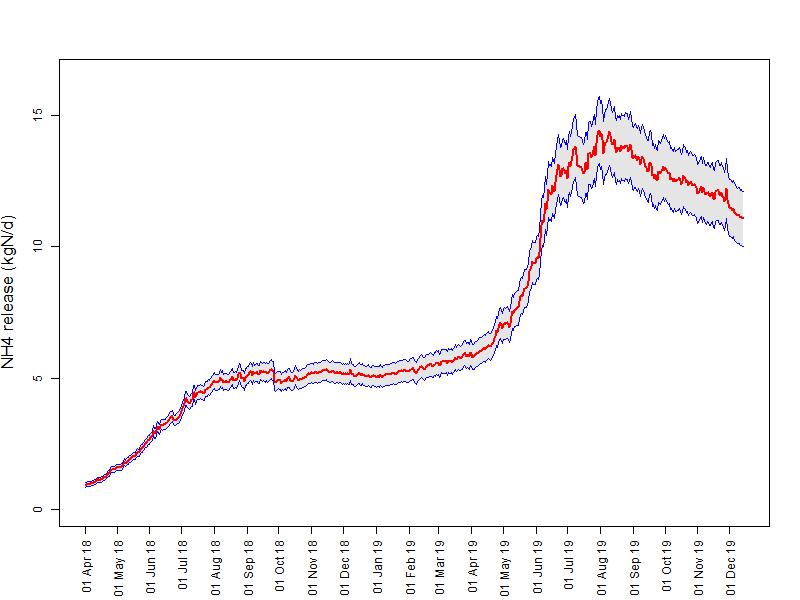 NH4 release (kgN/d)
15
10
5
0
01 Apr 18
01 May 18
01 Jun 18
01 Jul 18
01 Aug 18
01 Sep 18
01 Oct 18
01 Nov 18
01 Dec 18
01 Jan 19
01 Feb 19
01 Mar 19
01 Apr 19
01 May 19
01 Jun 19
01 Jul 19
01 Aug 19
01 Sep 19
01 Oct 19
01 Nov 19
01 Dec 19